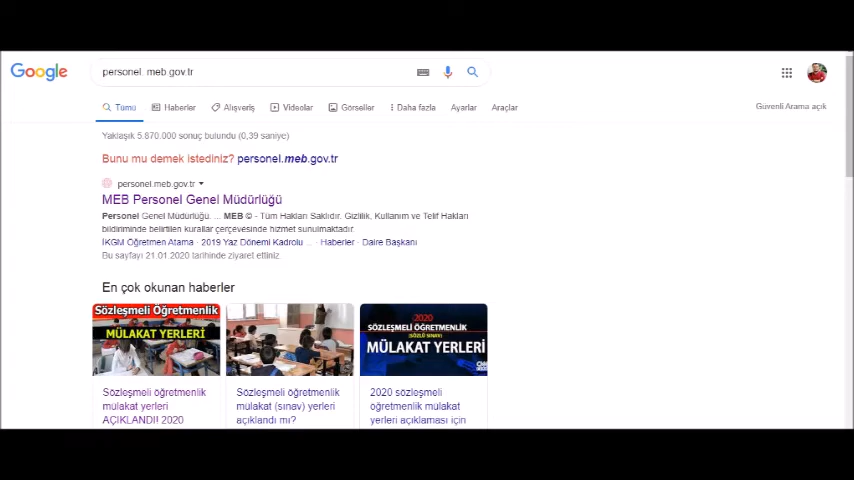 Google
personel. meb.gov.tr
Tümü
Haberler
Alışveriş
Videolar
Görseller
Daha fazla
Ayarlar
Araçlar
Güvenli Arama açık
Yaklaşık 5.870.000 sonuç bulundu (0,39 saniye)
Bunu mu demek istediniz? personel.meb.gov.tr
personel.meb.gov.tr
MEB Personel Genel Müdürlüğü
Personel Genel Müdürlüğü. ... MEB © - Tüm Hakları Saklıdır. Gizlilik, Kullanım ve Telif Hakları
bildiriminde belirtilen kurallar çerçevesinde hizmet sunulmaktadır.
İKGM Öğretmen Atama · 2019 Yaz Dönemi Kadrolu ... · Haberler · Daire Başkanı
Bu sayfayı 21.01.2020 tarihinde ziyaret ettiniz.
En çok okunan haberler
Sözleşmeli Öğretmenlik
MÜLAKAT YERLERİ
2020
SÖZLEŞMELİ ÖĞRETMENLİK
(SÖZLÜ SINAV)
MÜLAKAT YERLERİ
Sözleşmeli öğretmenlik
mülakat yerleri
AÇIKLANDI! 2020
Sözleşmeli öğretmenlik
mülakat (sınav) yerleri
açıklandı mı?
2020 sözleşmeli
öğretmenlik mülakat
yerleri açıklaması için